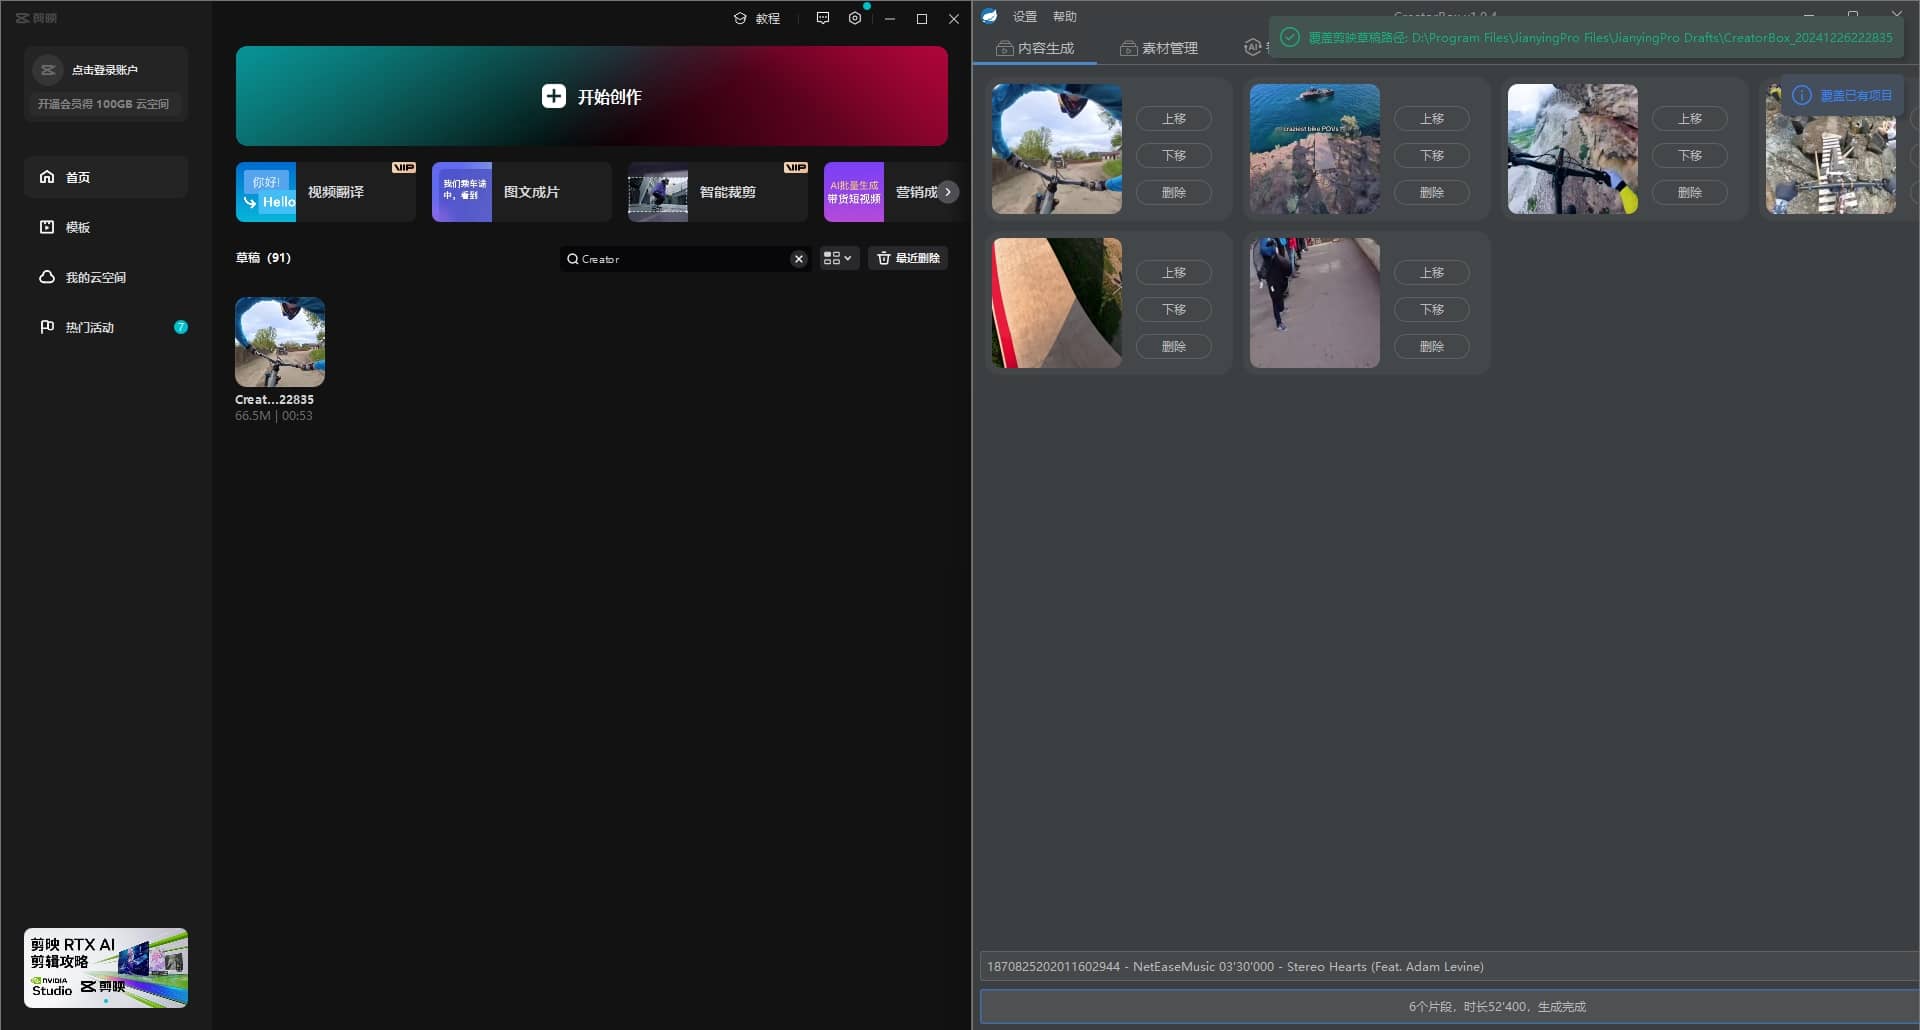 剪映
教程
点击登录账户
开通会员得 100GB 云空间
首页
模板
我的云空间
热门活动
7
开始创作
你好!
Hello
视频翻译
VIP
我们乘车进
中，看到
图文成片
智能裁剪
VIP
AI批量生成
带货短视频
营销成
草稿（91）
Creator
最近删除
Creat...22835
66.5M | 00:53
剪映 RTX AI
剪辑攻略
NVIDIA
Studio
剪映
设置
帮助
CreatorBox v1.0.4
内容生成
素材管理
AI
覆盖剪映草稿路径: D:\Program Files\JianyingPro Files\JianyingPro Drafts\CreatorBox_20241226222835
覆盖已有项目
craziest bike POVs
上移
下移
删除
上移
下移
删除
上移
下移
删除
上移
下移
删除
上移
下移
删除
1870825202011602944 - NetEaseMusic 03'30'000 - Stereo Hearts (Feat. Adam Levine)
6个片段，时长52'400，生成完成